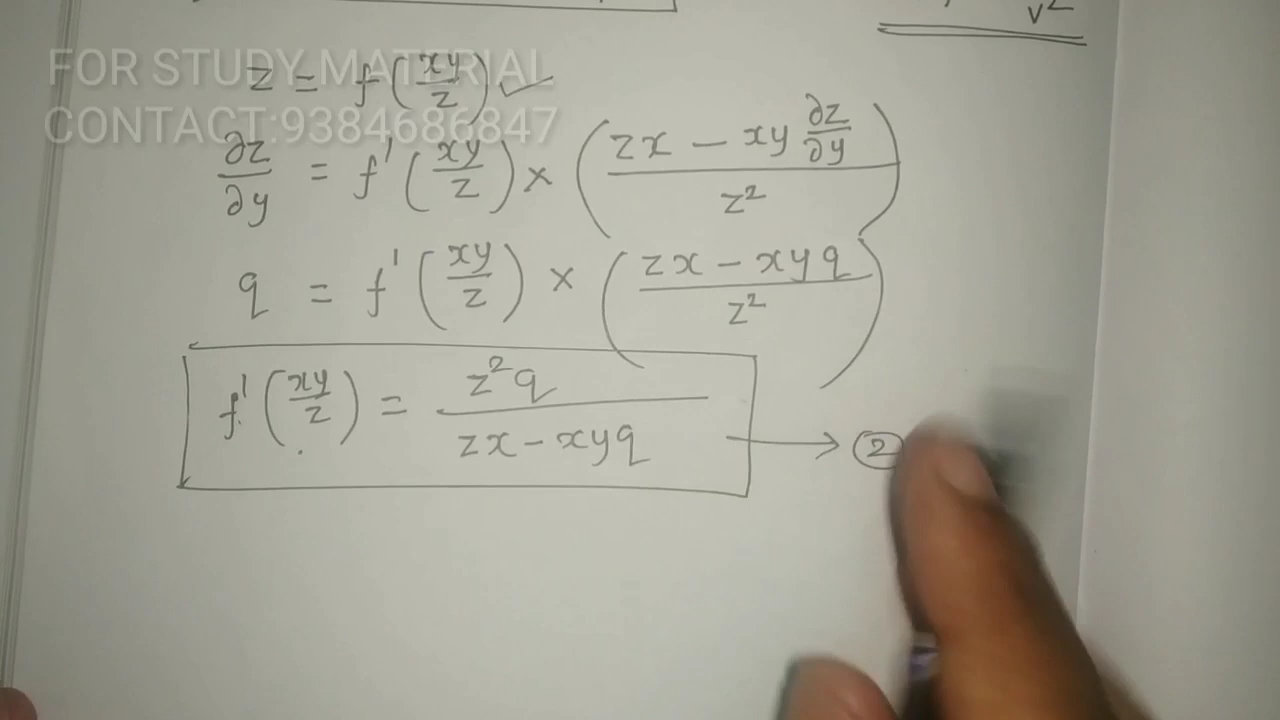 v²
FOR STUDY MATERIAL
CONTACT:9384686847
z = f(xy/z) ✓
∂z/∂y = f'(xy/z) × ((zx - xy ∂z/∂y)/z²)
q = f'(xy/z) × ((zx - xyq)/z²)
f'(xy/z) = z²q/(zx - xyq) → ②